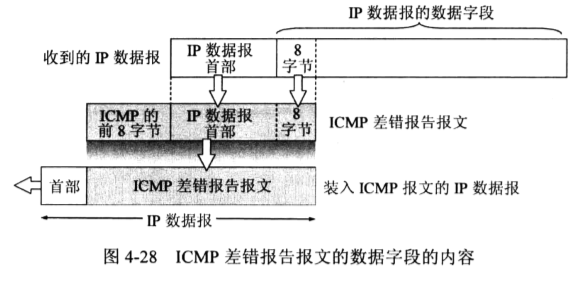 IP 数据报的数据字段
收到的 IP 数据报
IP 数据报
首部
8
字节
ICMP 的
前 8 字节
IP 数据报
首部
8
字节
ICMP 差错报告报文
首部
ICMP 差错报告报文
装入 ICMP 报文的 IP 数据报
IP 数据报
图 4-28 ICMP 差错报告报文的数据字段的内容